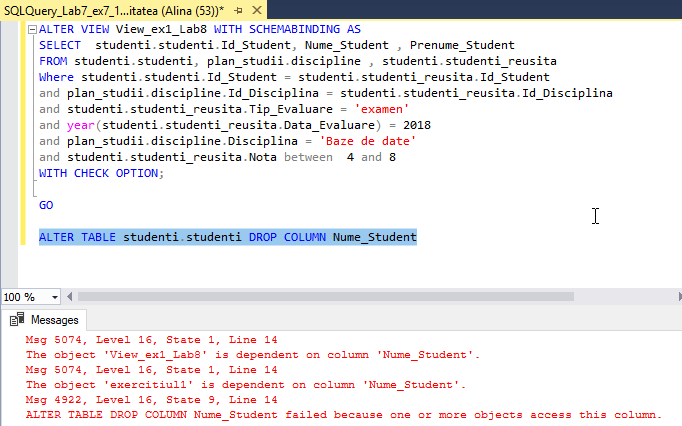 SQLQuery_Lab7_ex7_1...itatea (Alina (53))*
ALTER VIEW View_ex1_Lab8 WITH SCHEMABINDING AS
SELECT studenti.studenti.Id_Student, Nume_Student , Prenume_Student
FROM studenti.studenti, plan_studii.discipline , studenti.studenti_reusita
Where studenti.studenti.Id_Student = studenti.studenti_reusita.Id_Student
and plan_studii.discipline.Id_Disciplina = studenti.studenti_reusita.Id_Disciplina
and studenti.studenti_reusita.Tip_Evaluare = 'examen'
and year(studenti.studenti_reusita.Data_Evaluare) = 2018
and plan_studii.discipline.Disciplina = 'Baze de date'
and studenti.studenti_reusita.Nota between 4 and 8
WITH CHECK OPTION;
GO
ALTER TABLE studenti.studenti DROP COLUMN Nume_Student
100 %
Messages
Msg 5074, Level 16, State 1, Line 14
The object 'View_ex1_Lab8' is dependent on column 'Nume_Student'.
Msg 5074, Level 16, State 1, Line 14
The object 'exercitiul1' is dependent on column 'Nume_Student'.
Msg 4922, Level 16, State 9, Line 14
ALTER TABLE DROP COLUMN Nume_Student failed because one or more objects access this column.